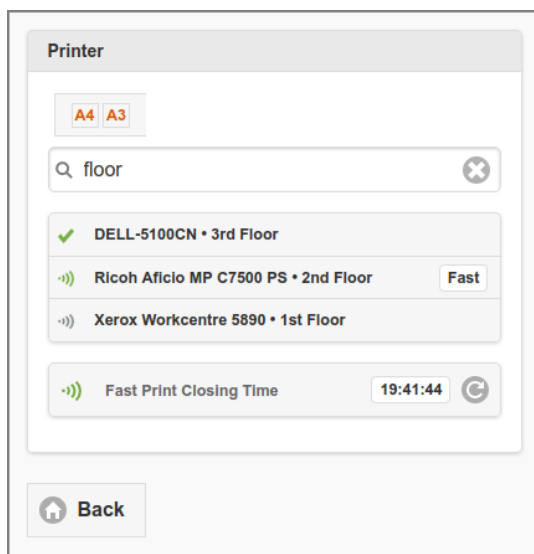 Printer
A4 A3
floor
DELL-5100CN • 3rd Floor
Ricoh Aficio MP C7500 PS • 2nd Floor Fast
Xerox Workcentre 5890 • 1st Floor
Fast Print Closing Time 19:41:44
Back